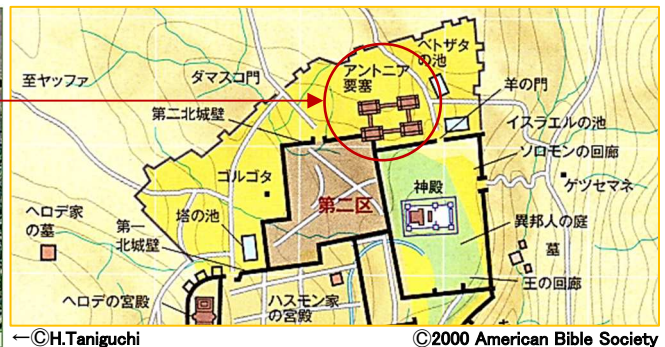 ベトザタ
の池
アントニア
要塞
至ヤッファ
ダマスコ門
羊の門
第二北城壁
イスラエルの池
ソロモンの回廊
ゴルゴタ
神殿
ゲツセマネ
第二区
ヘロデ家
の墓
塔の池
第一
北城壁
異邦人の庭
墓
王の回廊
ヘロデの宮殿
ハスモン家
の宮殿
←©H.Taniguchi
©2000 American Bible Society